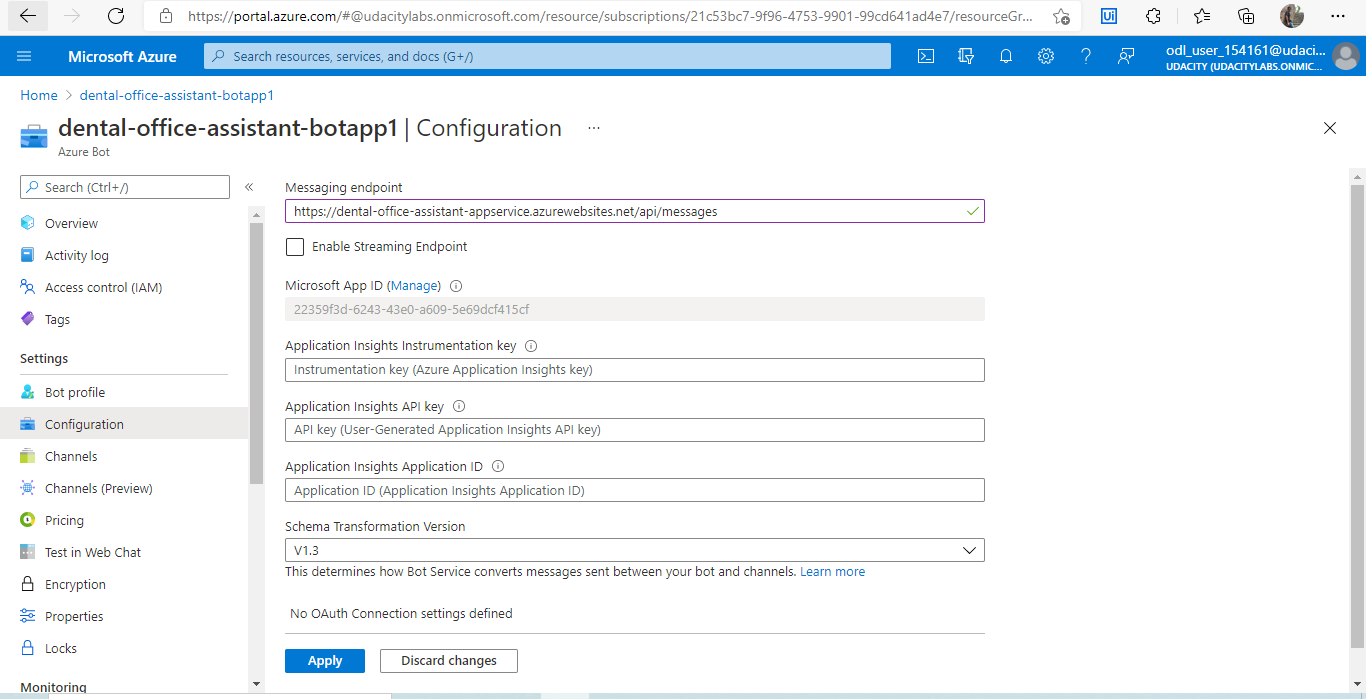 https://portal.azure.com/#@udacitylabs.onmicrosoft.com/resource/subscriptions/21c53bc7-9f96-4753-9901-99cd641ad4e7/resourceGr...
Ui
Microsoft Azure
Search resources, services, and docs (G+/)
odl_user_154161@udaci...
UDACITY (UDACITYLABS.ONMIC...
Home > dental-office-assistant-botapp1
dental-office-assistant-botapp1 | Configuration ...
Azure Bot
Search (Ctrl+/)
Overview
Activity log
Access control (IAM)
Tags
Settings
Bot profile
Configuration
Channels
Channels (Preview)
Pricing
Test in Web Chat
Encryption
Properties
Locks
Monitoring
Messaging endpoint
https://dental-office-assistant-appservice.azurewebsites.net/api/messages
Enable Streaming Endpoint
Microsoft App ID (Manage)
22359f3d-6243-43e0-a609-5e69dcf415cf
Application Insights Instrumentation key
Instrumentation key (Azure Application Insights key)
Application Insights API key
API key (User-Generated Application Insights API key)
Application Insights Application ID
Application ID (Application Insights Application ID)
Schema Transformation Version
V1.3
This determines how Bot Service converts messages sent between your bot and channels. Learn more
No OAuth Connection settings defined
Apply
Discard changes